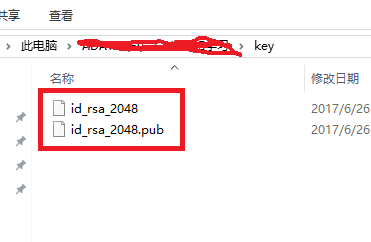 共享
查看
此电脑
key
名称
修改日期
id_rsa_2048
2017/6/26
id_rsa_2048.pub
2017/6/26